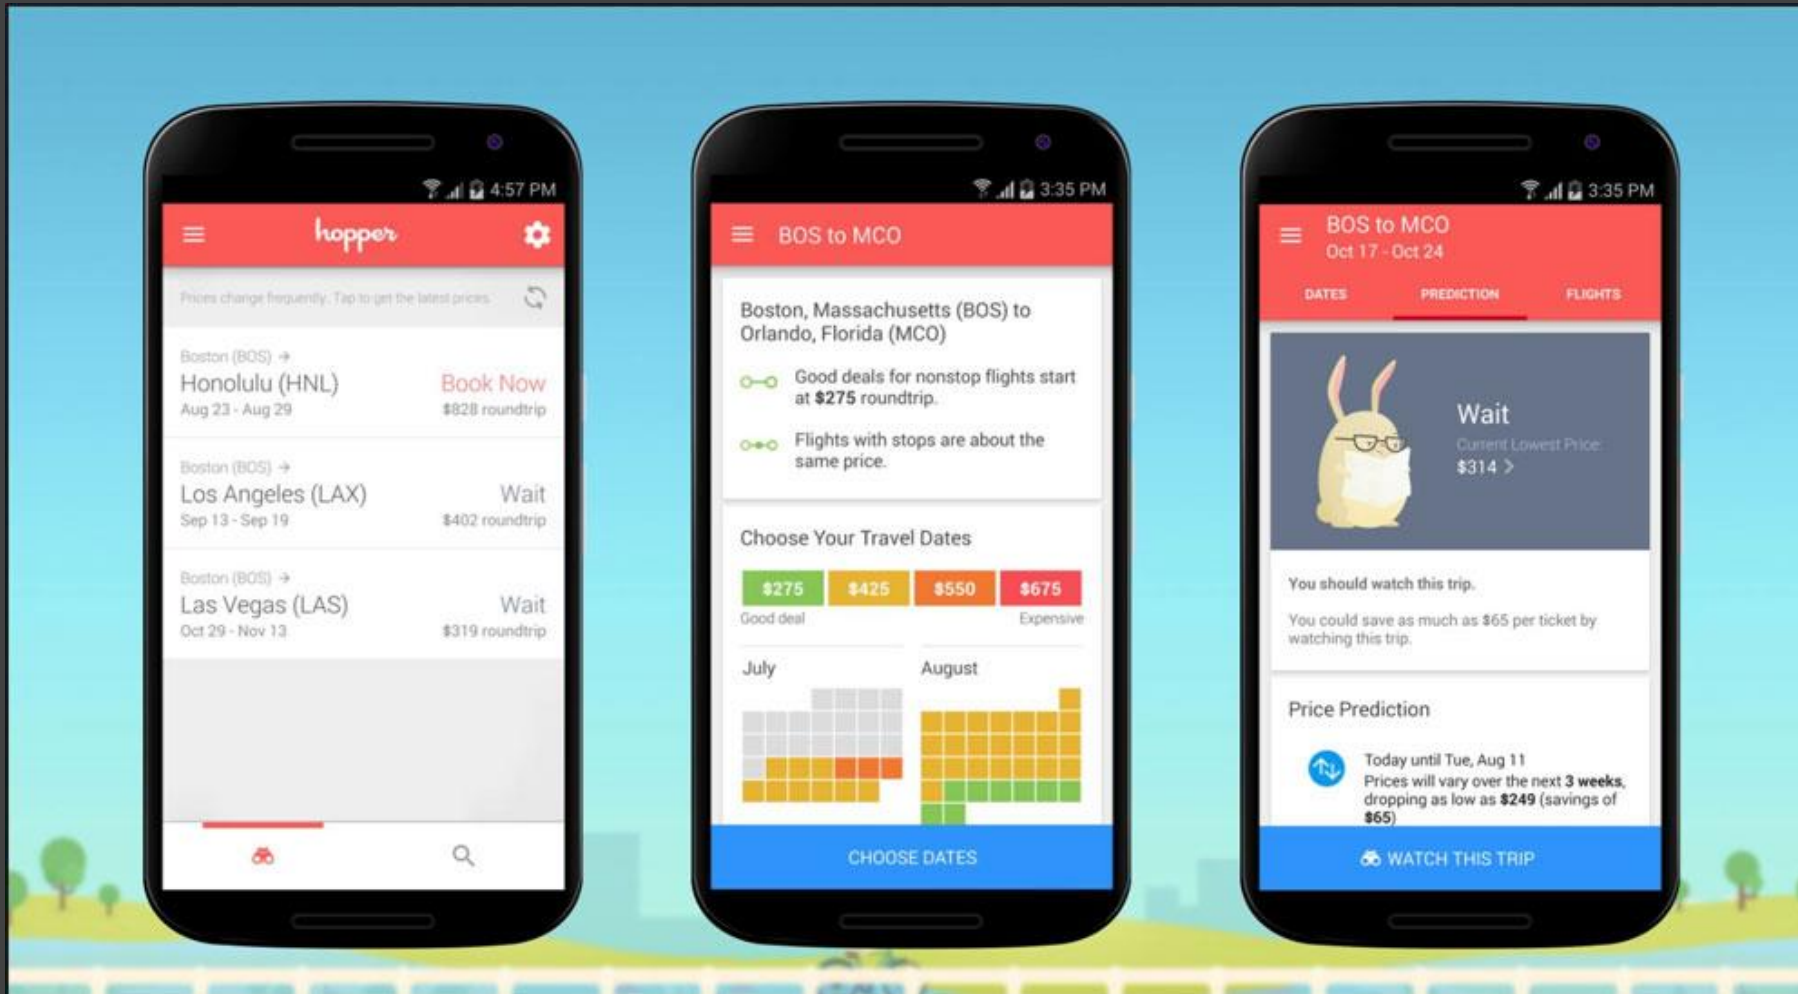 4:57 PM
hopper
Prices change frequently. Tap to get the latest prices.
Boston (BOS) →
Honolulu (HNL)
Book Now
Aug 23 - Aug 29
$828 roundtrip
Boston (BOS) →
Los Angeles (LAX)
Wait
Sep 13 - Sep 19
$402 roundtrip
Boston (BOS) →
Las Vegas (LAS)
Wait
Oct 29 - Nov 13
$319 roundtrip
3:35 PM
BOS to MCO
Boston, Massachusetts (BOS) to
Orlando, Florida (MCO)
Good deals for nonstop flights start
at $275 roundtrip.
Flights with stops are about the
same price.
Choose Your Travel Dates
$275 $425 $550 $675
Good deal Expensive
July August
CHOOSE DATES
3:35 PM
BOS to MCO
Oct 17 - Oct 24
DATES PREDICTION FLIGHTS
Wait
Current Lowest Price:
$314 >
You should watch this trip.
You could save as much as $65 per ticket by
watching this trip.
Price Prediction
Today until Tue, Aug 11
Prices will vary over the next 3 weeks,
dropping as low as $249 (savings of
$65)
WATCH THIS TRIP